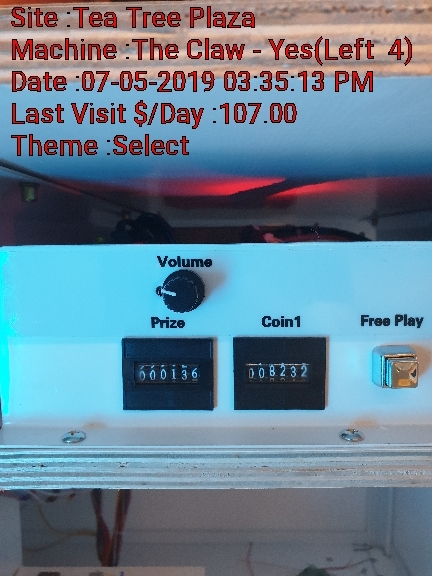 Site :Tea Tree Plaza
Machine :The Claw - Yes(Left 4)
Date :07-05-2019 03:35:13 PM
Last Visit $/Day :107.00
Theme :Select
Volume
Prize Coin1 Free Play
000136 008232